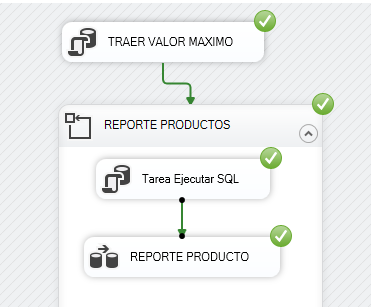 TRAER VALOR MAXIMO
REPORTE PRODUCTOS
Tarea Ejecutar SQL
REPORTE PRODUCTO